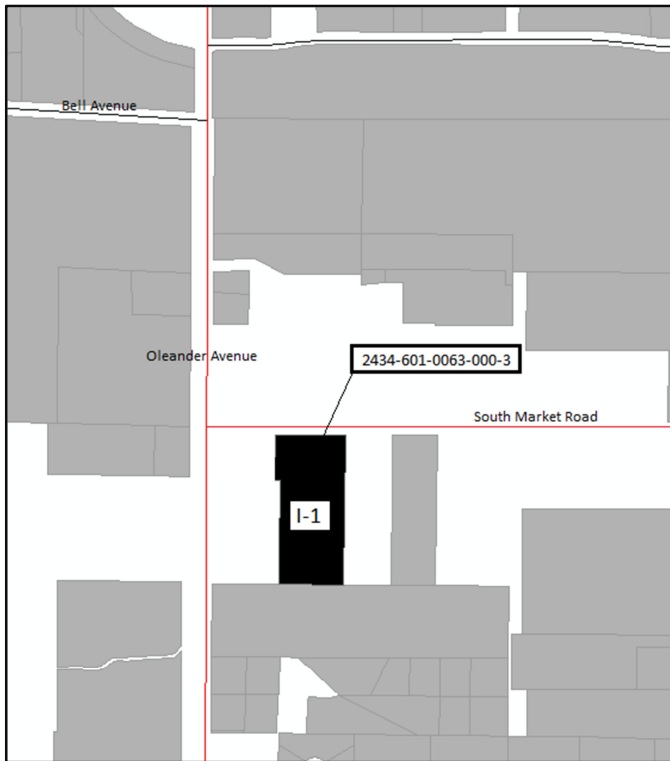 Bell Avenue
Oleander Avenue
2434-601-0063-000-3
South Market Road
I-1